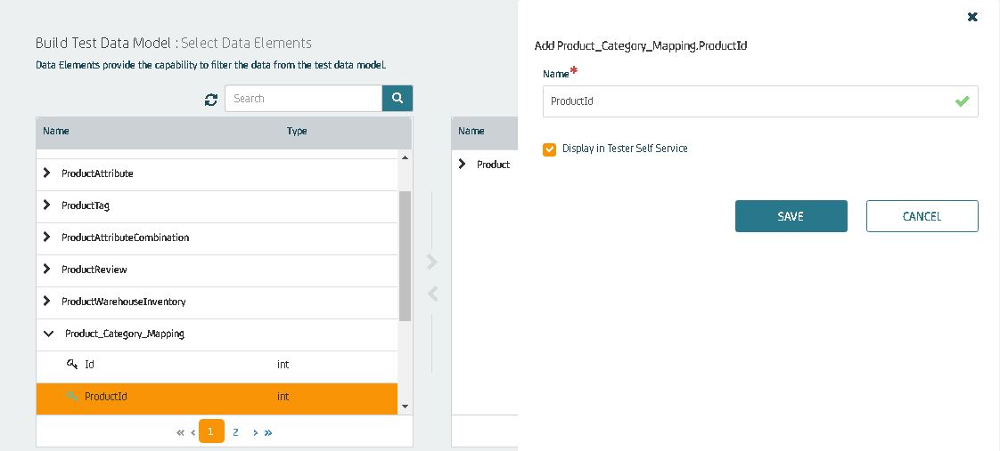 Build Test Data Model : Select Data Elements
Data Elements provide the capability to filter the data from the test data model.
Search
Name Type
ProductAttribute
ProductTag
ProductAttributeCombination
ProductReview
ProductWarehouseInventory
Product_Category_Mapping
Id int
ProductId int
« ‹ 1 2 › »
Name
Product
Add Product_Category_Mapping.ProductId
Name*
ProductId
Display in Tester Self Service
SAVE CANCEL